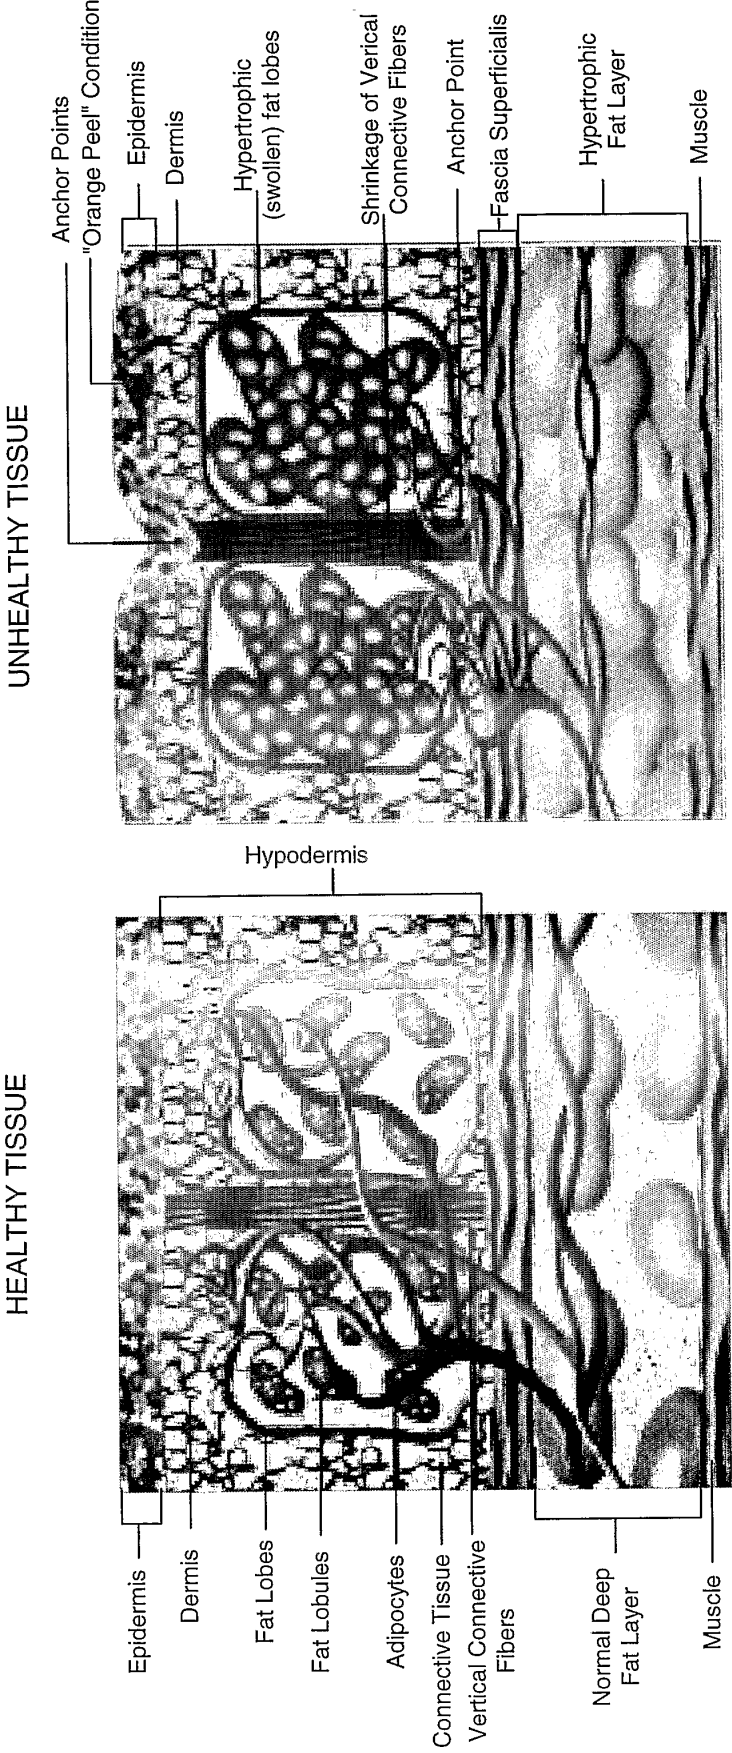 HEALTHY TISSUE
Epidermis
Dermis
Fat Lobes
Fat Lobules
Adipocytes
Connective Tissue
Vertical Connective
Fibers
Normal Deep
Fat Layer
Muscle
Hypodermis
UNHEALTHY TISSUE
Anchor Points
"Orange Peel" Condition
Epidermis
Dermis
Hypertrophic
(swollen) fat lobes
Shrinkage of Verical
Connective Fibers
Anchor Point
Fascia Superficialis
Hypertrophic
Fat Layer
Muscle